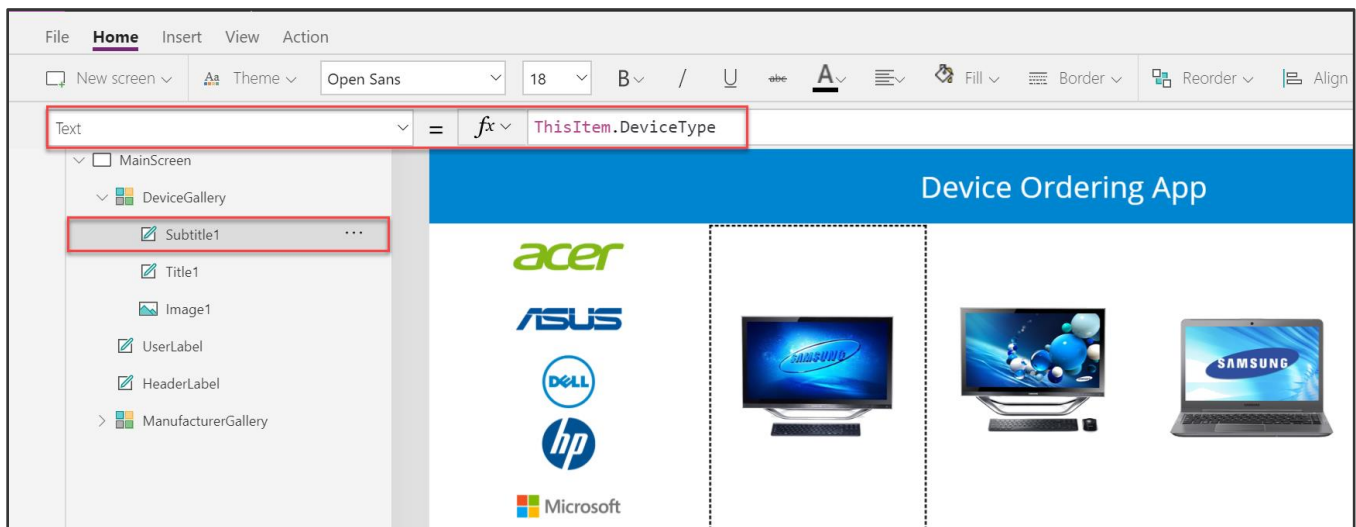 File Home Insert View Action
New screen Aa Theme Open Sans 18 B / U abc A Fill Border Reorder Align
Text = fx ThisItem.DeviceType
MainScreen
DeviceGallery
Subtitle1 ...
Title1
Image1
UserLabel
HeaderLabel
ManufacturerGallery
Device Ordering App
acer
ASUS
DELL
hp
Microsoft
SAMSUNG
SAMSUNG